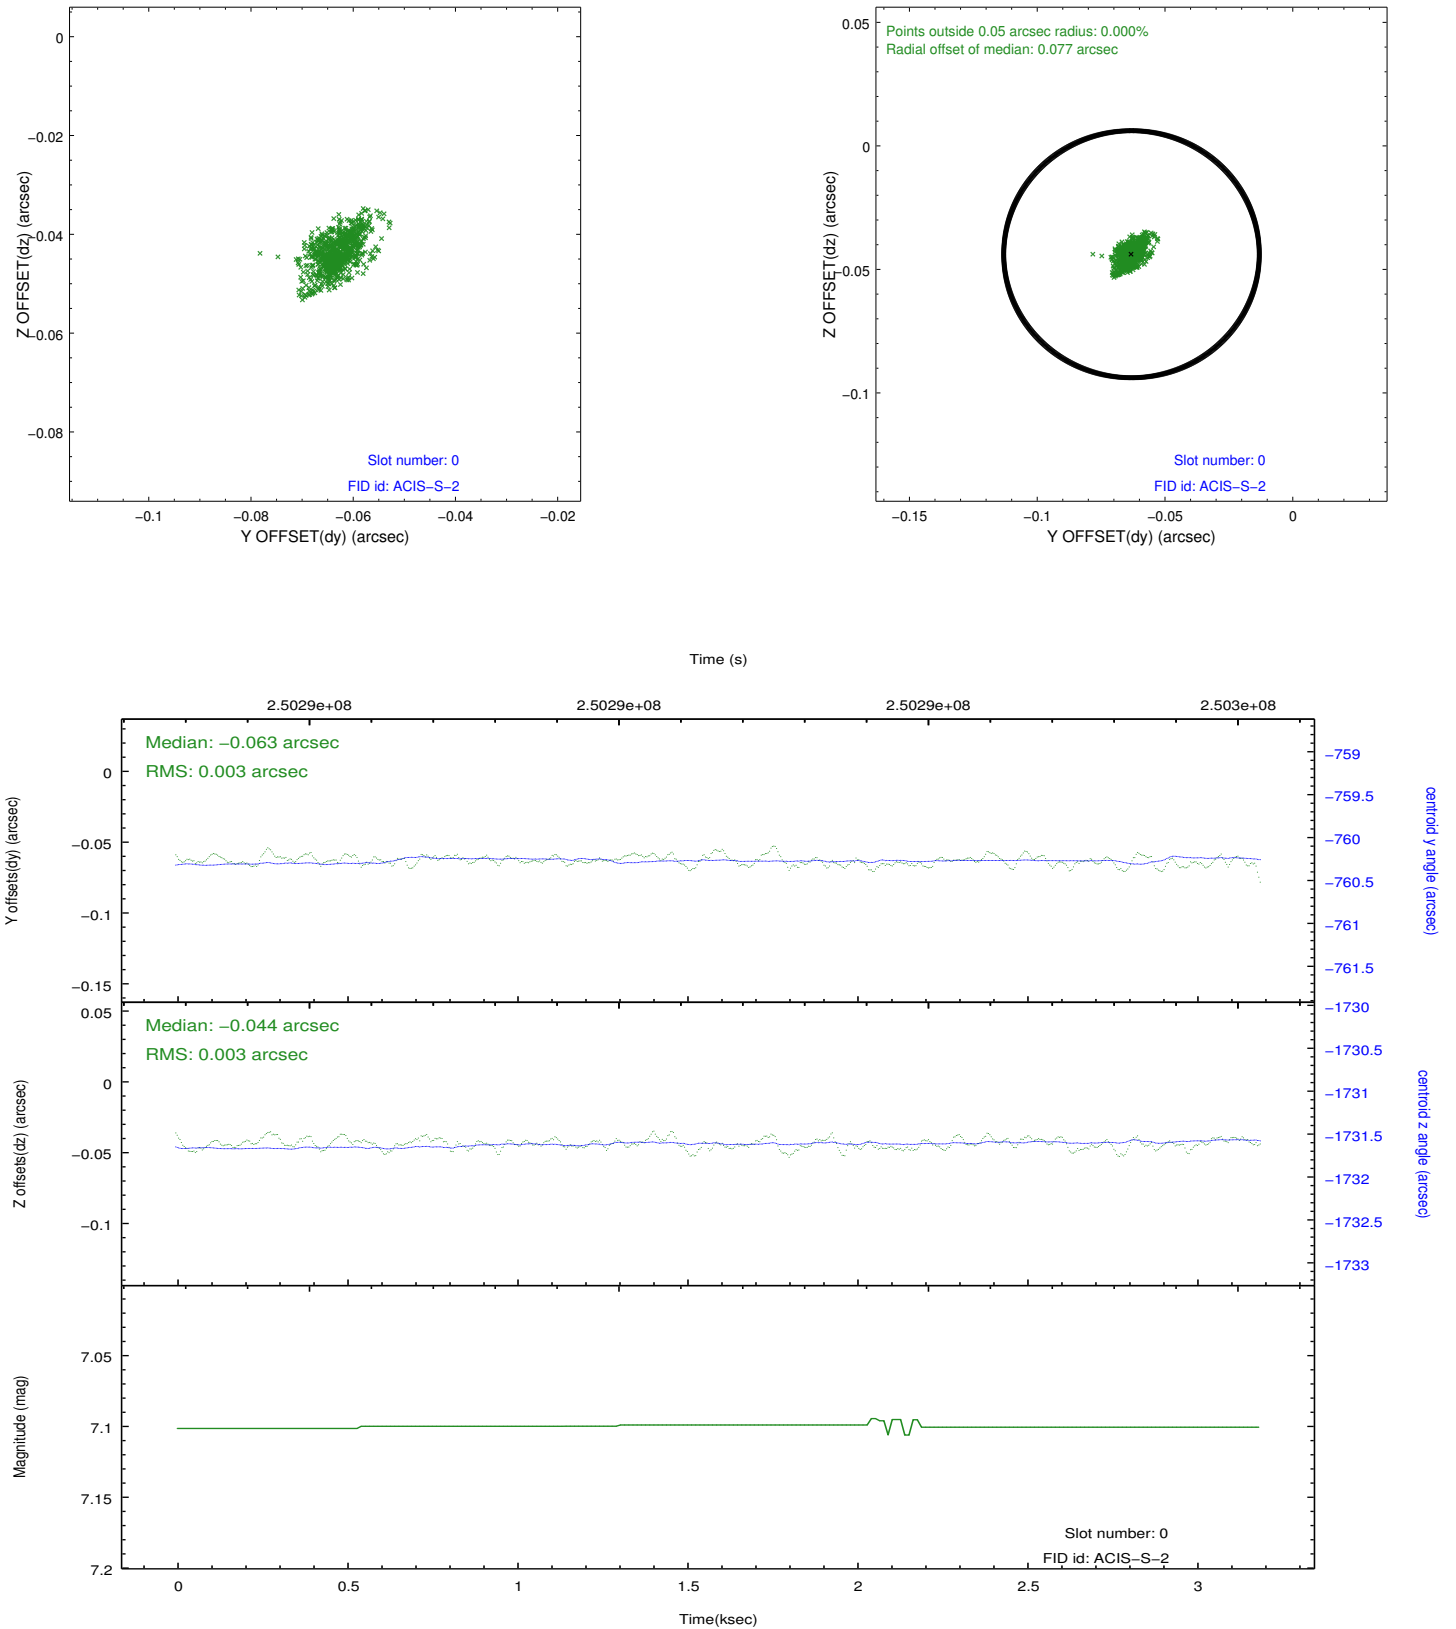 0
−0.02
−0.04
−0.06
−0.08
Z OFFSET(dz) (arcsec)
Slot number: 0
FID id: ACIS−S−2
−0.1
−0.08
−0.06
−0.04
−0.02
Y OFFSET(dy) (arcsec)
0.05
0
−0.05
−0.1
Z OFFSET(dz) (arcsec)
Points outside 0.05 arcsec radius: 0.000%
Radial offset of median: 0.077 arcsec
Slot number: 0
FID id: ACIS−S−2
−0.15
−0.1
−0.05
0
Y OFFSET(dy) (arcsec)
Time (s)
2.5029e+08
2.5029e+08
2.5029e+08
2.503e+08
Median: −0.063 arcsec
RMS: 0.003 arcsec
0
−0.05
−0.1
−0.15
Y offsets(dy) (arcsec)
−759
−759.5
−760
−760.5
−761
−761.5
centroid y angle (arcsec)
Median: −0.044 arcsec
RMS: 0.003 arcsec
0.05
0
−0.05
−0.1
Z offsets(dz) (arcsec)
−1730
−1730.5
−1731
−1731.5
−1732
−1732.5
−1733
centroid z angle (arcsec)
7.05
7.1
7.15
7.2
Magnitude (mag)
Slot number: 0
FID id: ACIS−S−2
0
0.5
1
1.5
2
2.5
3
Time(ksec)